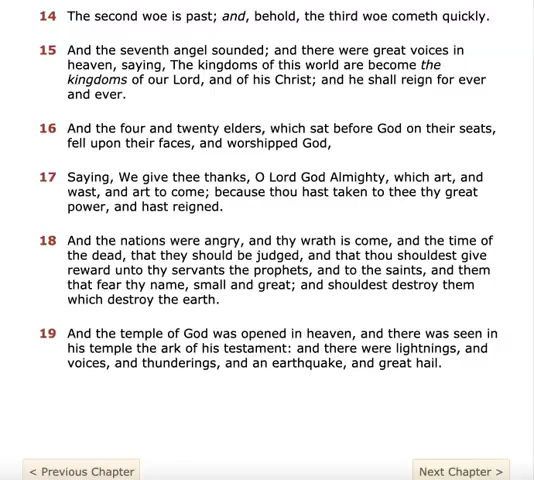 14 The second woe is past; and, behold, the third woe cometh quickly.
15 And the seventh angel sounded; and there were great voices in
heaven, saying, The kingdoms of this world are become the
kingdoms of our Lord, and of his Christ; and he shall reign for ever
and ever.
16 And the four and twenty elders, which sat before God on their seats,
fell upon their faces, and worshipped God,
17 Saying, We give thee thanks, O Lord God Almighty, which art, and
wast, and art to come; because thou hast taken to thee thy great
power, and hast reigned.
18 And the nations were angry, and thy wrath is come, and the time of
the dead, that they should be judged, and that thou shouldest give
reward unto thy servants the prophets, and to the saints, and them
that fear thy name, small and great; and shouldest destroy them
which destroy the earth.
19 And the temple of God was opened in heaven, and there was seen in
his temple the ark of his testament: and there were lightnings, and
voices, and thunderings, and an earthquake, and great hail.
< Previous Chapter
Next Chapter >